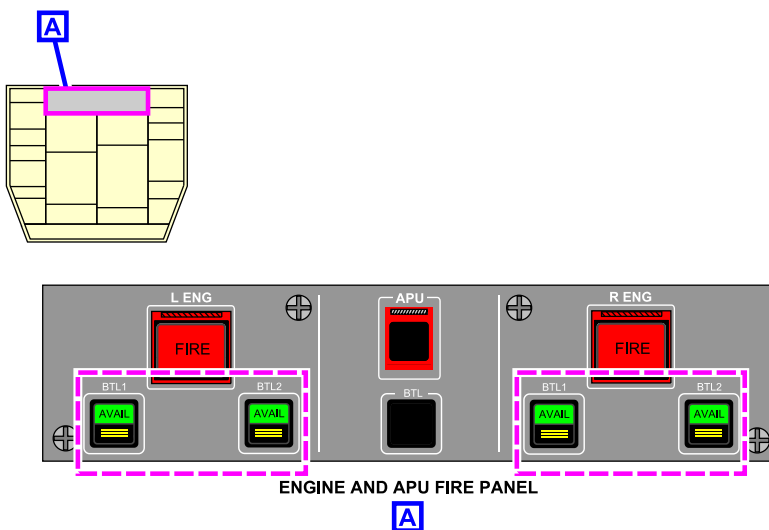 A
L ENG
APU
R ENG
FIRE
FIRE
BTL1
BTL2
BTL
BTL1
BTL2
AVAIL
AVAIL
AVAIL
AVAIL
ENGINE AND APU FIRE PANEL
A